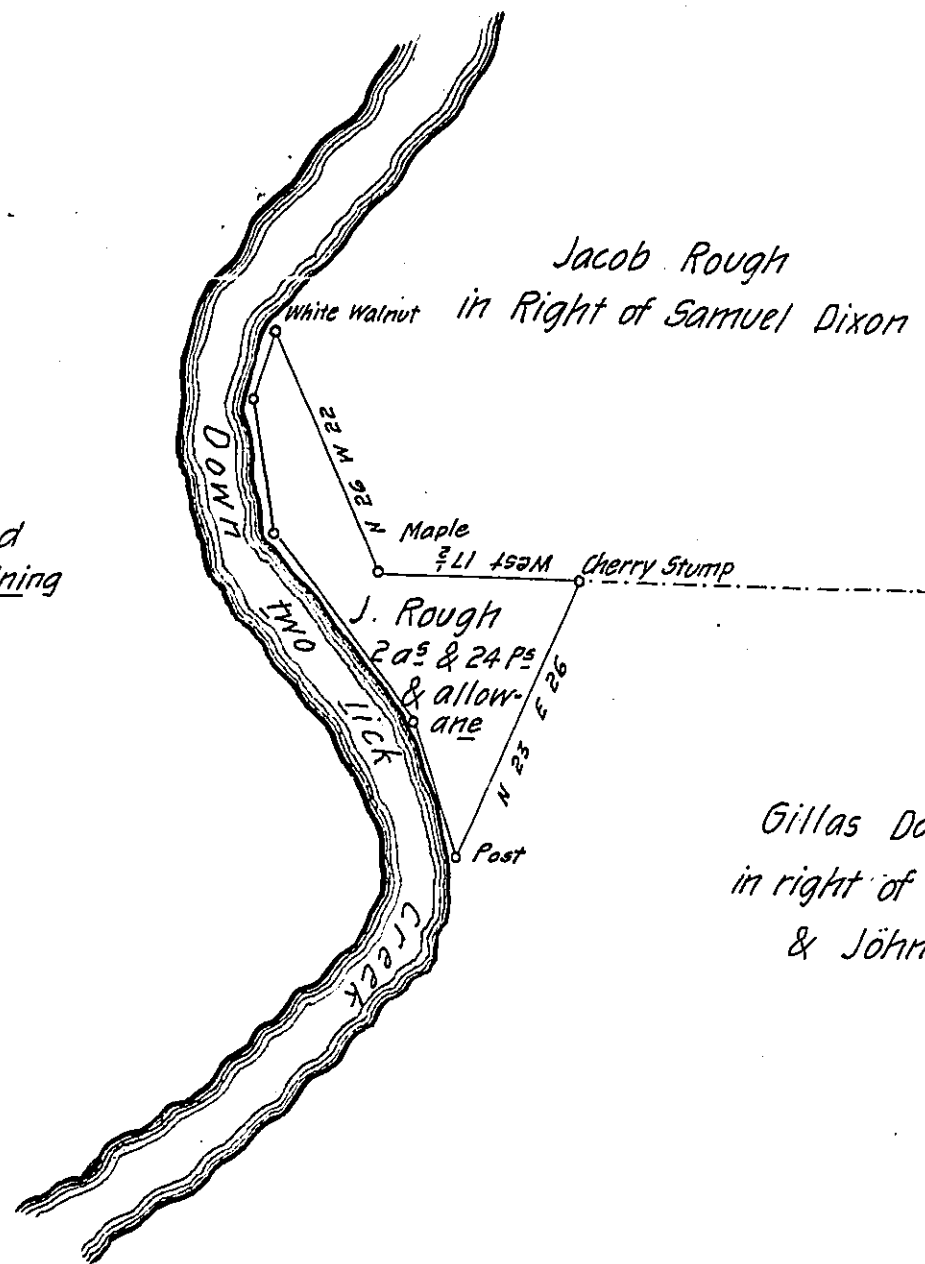 Jacob Rough
in Right of Samuel Dixon
White Walnut
N 26 W 22
Maple
West 17½
Cherry Stump
J. Rough
2 aˢ & 24 Pˢ
& allow-
ane
N 23 E 26
Post
Down two lick Creek
d
ning
Gillas Do
in right of
& John